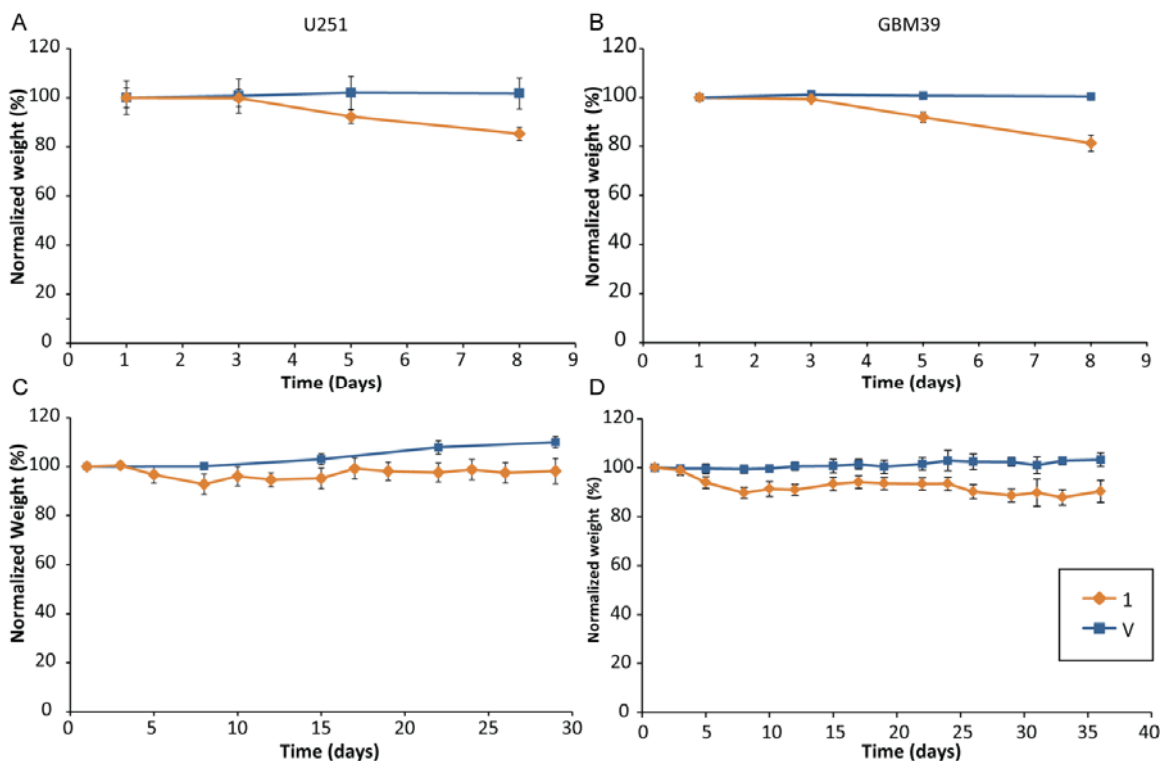 A
U251
Normalized weight (%)
120
100
80
60
40
20
0
0 1 2 3 4 5 6 7 8 9
Time (Days)
B
GBM39
Normalized weight (%)
120
100
80
60
40
20
0
0 1 2 3 4 5 6 7 8 9
Time (days)
C
Normalized Weight (%)
120
100
80
60
40
20
0
0 5 10 15 20 25 30
Time (days)
D
Normalized weight (%)
120
100
80
60
40
20
0
0 5 10 15 20 25 30 35 40
Time (days)
1
V